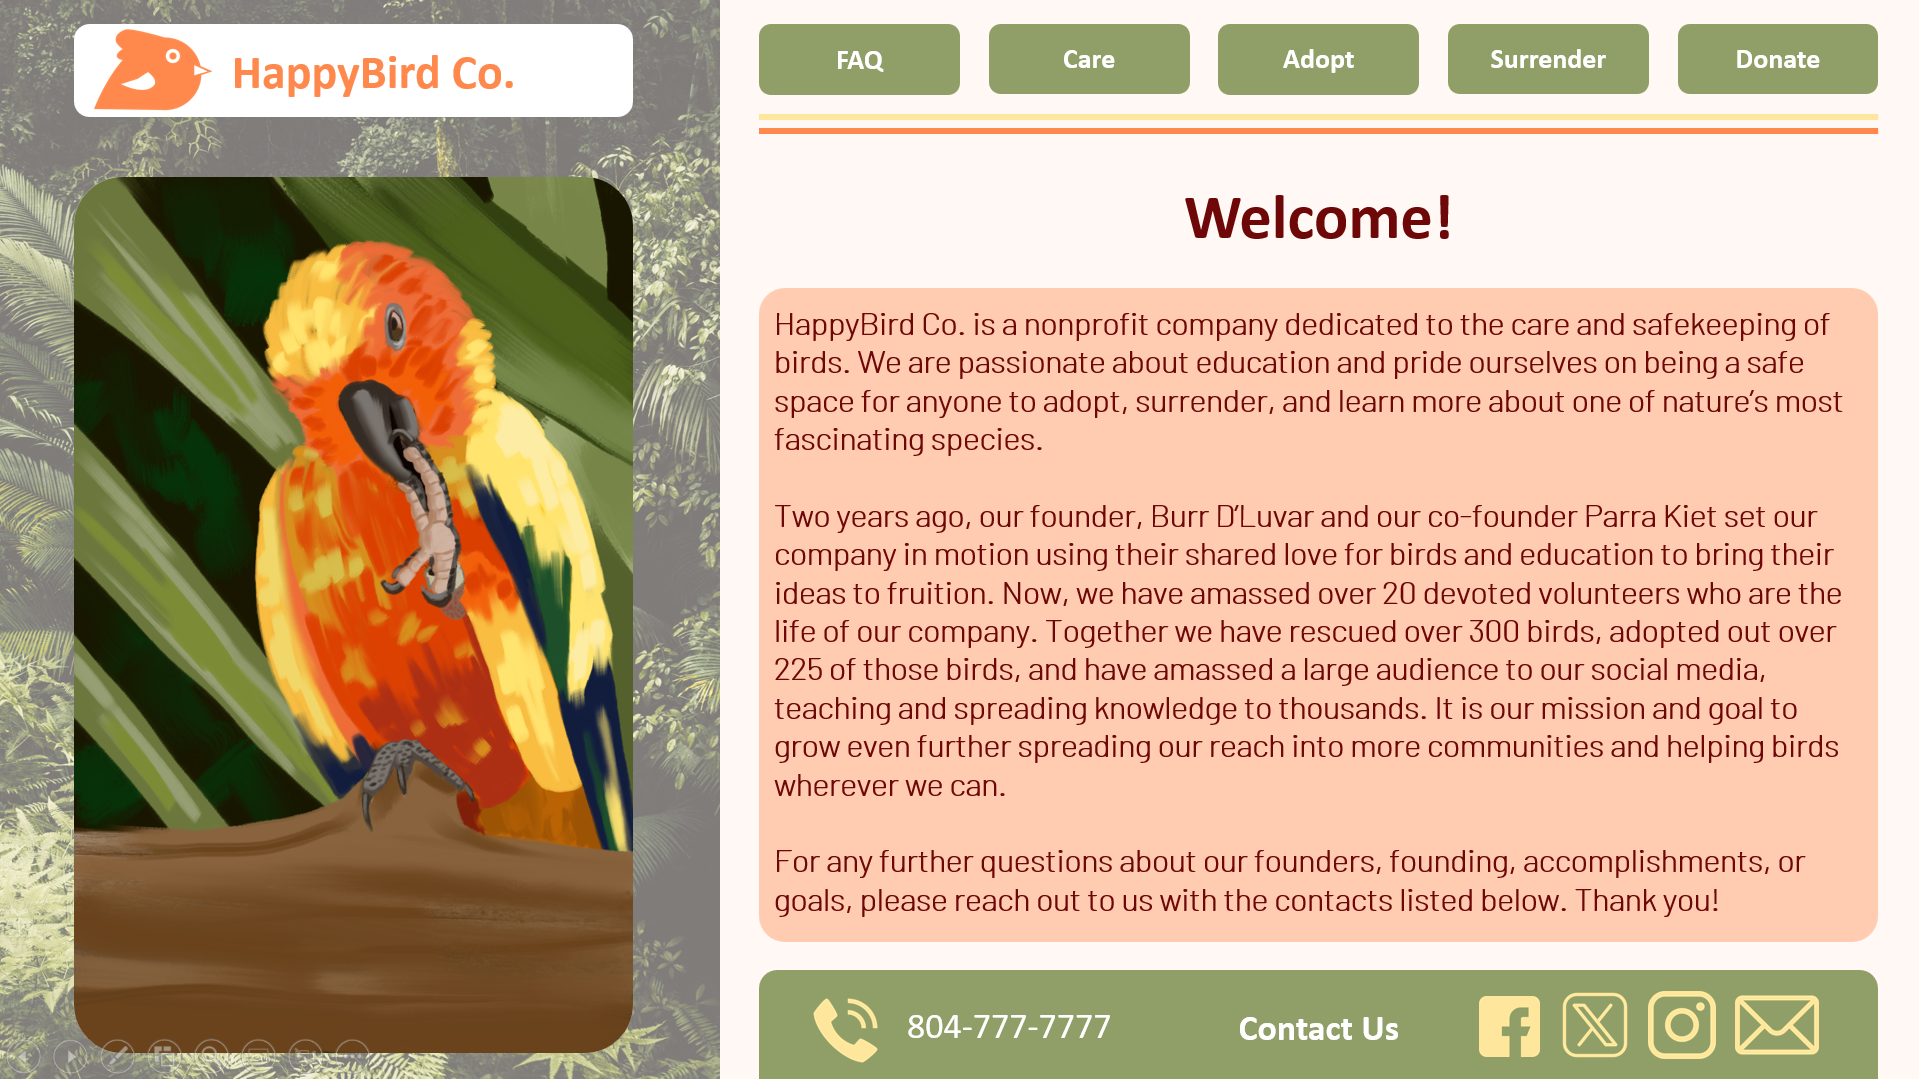 HappyBird Co.
FAQ
Care
Adopt
Surrender
Donate
Welcome!
HappyBird Co. is a nonprofit company dedicated to the care and safekeeping of
birds. We are passionate about education and pride ourselves on being a safe
space for anyone to adopt, surrender, and learn more about one of nature’s most
fascinating species.
Two years ago, our founder, Burr D’Luvar and our co-founder Parra Kiet set our
company in motion using their shared love for birds and education to bring their
ideas to fruition. Now, we have amassed over 20 devoted volunteers who are the
life of our company. Together we have rescued over 300 birds, adopted out over
225 of those birds, and have amassed a large audience to our social media,
teaching and spreading knowledge to thousands. It is our mission and goal to
grow even further spreading our reach into more communities and helping birds
wherever we can.
For any further questions about our founders, founding, accomplishments, or
goals, please reach out to us with the contacts listed below. Thank you!
804-777-7777
Contact Us